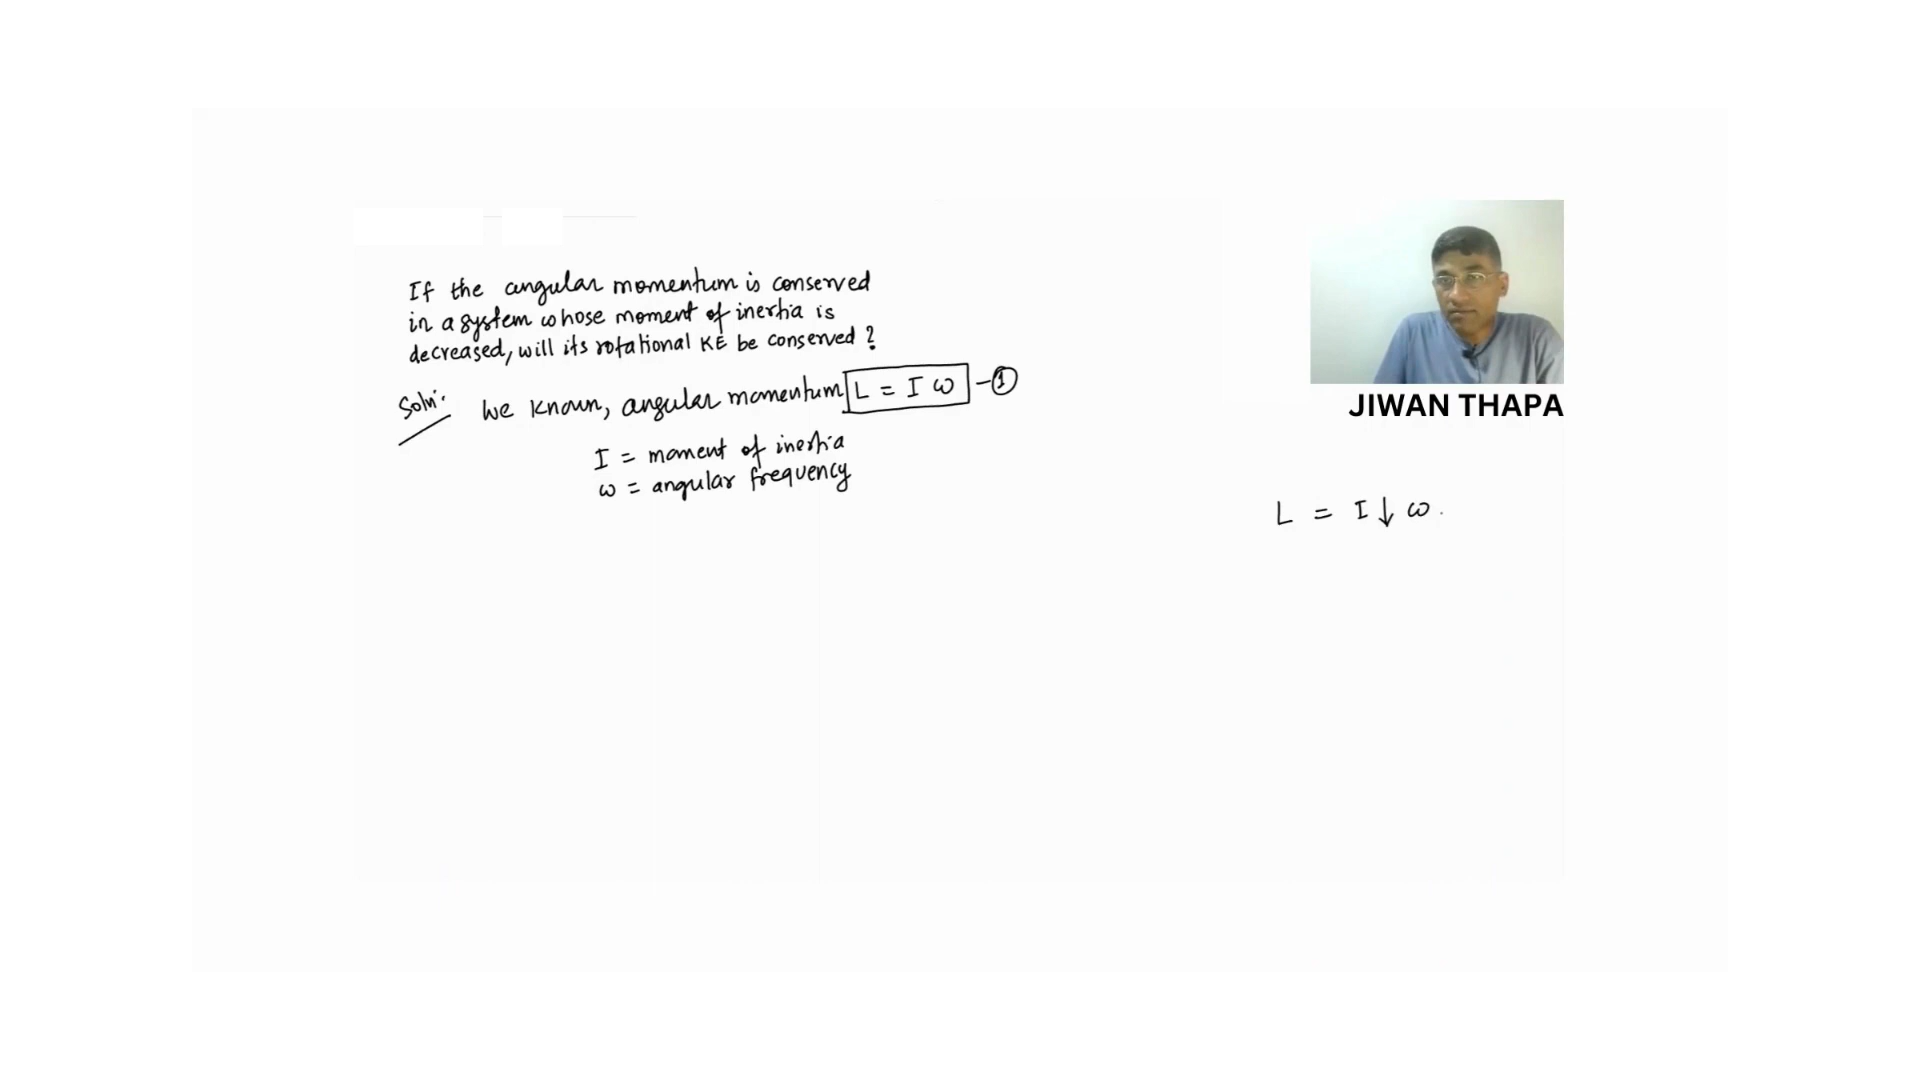 If the angular momentum is conserved
in a system whose moment of inertia is
decreased, will its rotational KE be conserved ?
Soln:
We known, angular momentum L = I ω - ①
I = moment of inertia
ω = angular frequency
JIWAN THAPA
L = I ↓ ω.